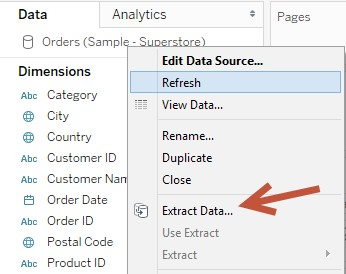 Data
Analytics
Pages
Orders (Sample - Superstore)
Dimensions
Abc Category
City
Country
Abc Customer ID
Abc Customer Nam
Order Date
Abc Order ID
Postal Code
Abc Product ID
Edit Data Source...
Refresh
View Data...
Rename...
Duplicate
Close
Extract Data...
Use Extract
Extract